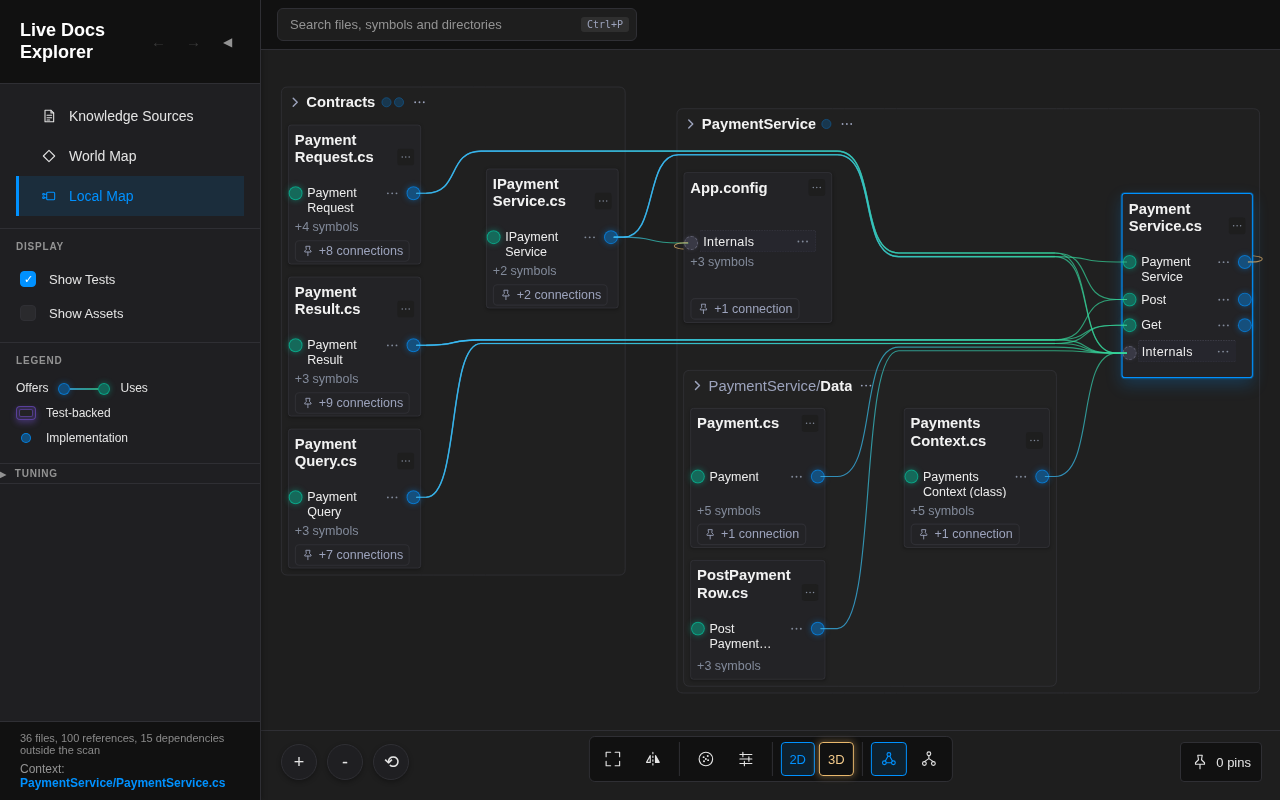 Live Docs
Explorer
← → ◀
Search files, symbols and directories
Ctrl+P
Knowledge Sources
World Map
Local Map
DISPLAY
Show Tests
Show Assets
LEGEND
Offers Uses
Test-backed
Implementation
▶ TUNING
36 files, 100 references, 15 dependencies
outside the scan
Context:
PaymentService/PaymentService.cs
Contracts ...
Payment
Request.cs ...
Payment ...
Request
+4 symbols
+8 connections
Payment
Result.cs ...
Payment ...
Result
+3 symbols
+9 connections
Payment
Query.cs ...
Payment ...
Query
+3 symbols
+7 connections
IPayment
Service.cs ...
IPayment ...
Service
+2 symbols
+2 connections
PaymentService ...
App.config ...
Internals ...
+3 symbols
+1 connection
PaymentService/Data ...
Payment.cs ...
Payment ...
+5 symbols
+1 connection
PostPayment
Row.cs ...
Post ...
Payment…
+3 symbols
Payments
Context.cs ...
Payments ...
Context (class)
+5 symbols
+1 connection
Payment
Service.cs ...
Payment ...
Service
Post ...
Get ...
Internals ...
+ - ⟲
2D 3D
0 pins